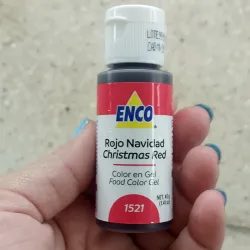 ENCO
Rojo Navidad
Christmas Red
Color en Gel
Food Color Gel
1521